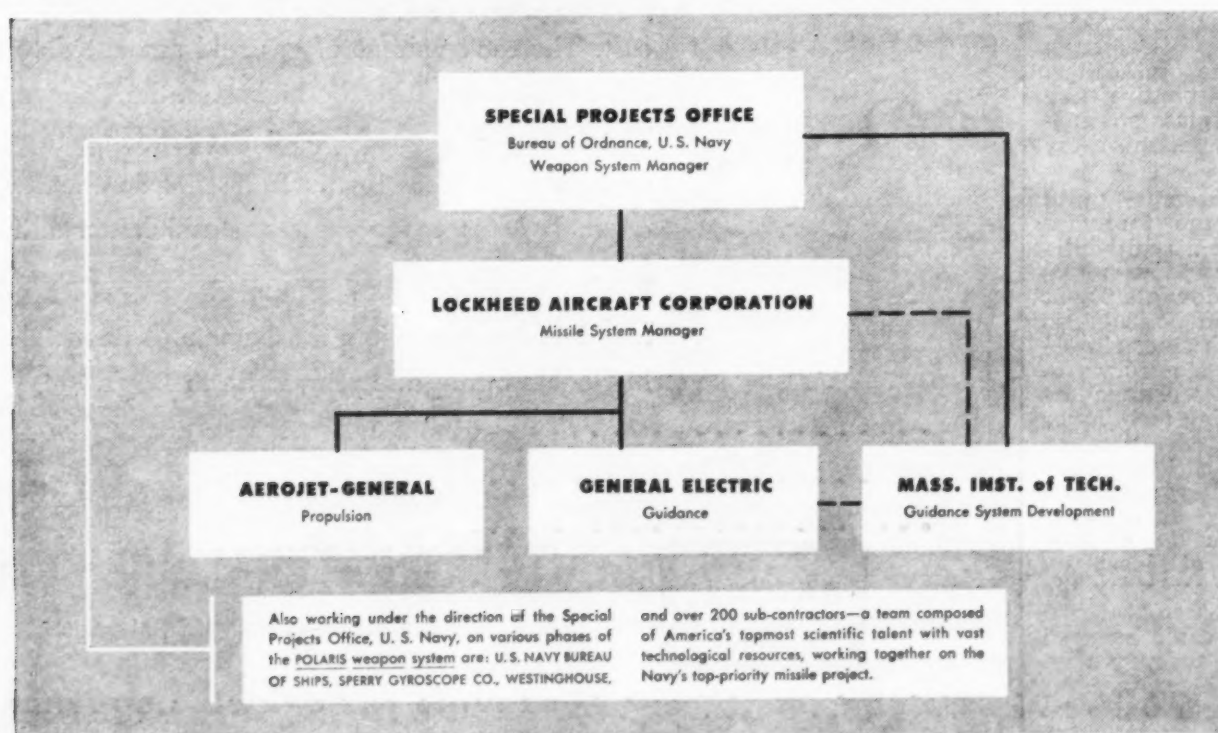 SPECIAL PROJECTS OFFICE
Bureau of Ordnance, U. S. Navy
Weapon System Manager
LOCKHEED AIRCRAFT CORPORATION
Missile System Manager
AEROJET-GENERAL
Propulsion
GENERAL ELECTRIC
Guidance
MASS. INST. of TECH.
Guidance System Development
Also working under the direction of the Special
Projects Office, U. S. Navy, on various phases of
the POLARIS weapon system are: U. S. NAVY BUREAU
OF SHIPS, SPERRY GYROSCOPE CO., WESTINGHOUSE,
and over 200 sub-contractors—a team composed
of America's topmost scientific talent with vast
technological resources, working together on the
Navy's top-priority missile project.